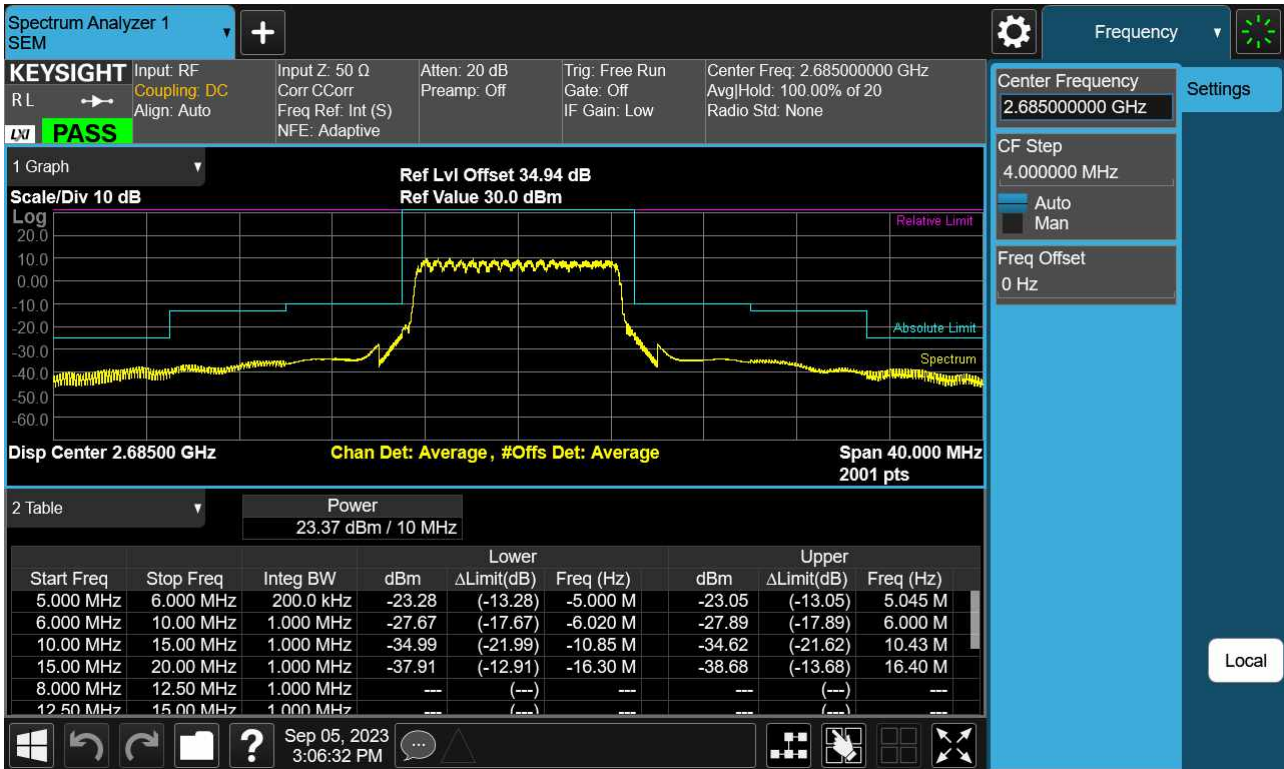 Spectrum Analyzer 1
SEM
Frequency
KEYSIGHT
R L
LXI
PASS
Input: RF
Coupling: DC
Align: Auto
Input Z: 50 Ω
Corr CCorr
Freq Ref: Int (S)
NFE: Adaptive
Atten: 20 dB
Preamp: Off
Trig: Free Run
Gate: Off
IF Gain: Low
Center Freq: 2.685000000 GHz
Avg|Hold: 100.00% of 20
Radio Std: None
Center Frequency
2.685000000 GHz
Settings
CF Step
4.000000 MHz
Auto
Man
Freq Offset
0 Hz
Local
1 Graph
Ref Lvl Offset 34.94 dB
Scale/Div 10 dB
Ref Value 30.0 dBm
Log
20.0
10.0
0.00
-10.0
-20.0
-30.0
-40.0
-50.0
-60.0
Relative Limit
Absolute Limit
Spectrum
Disp Center 2.68500 GHz
Chan Det: Average, #Offs Det: Average
Span 40.000 MHz
2001 pts
2 Table
Power
23.37 dBm / 10 MHz
Lower Upper
Start Freq Stop Freq Integ BW dBm ΔLimit(dB) Freq (Hz) dBm ΔLimit(dB) Freq (Hz)
5.000 MHz 6.000 MHz 200.0 kHz -23.28 (-13.28) -5.000 M -23.05 (-13.05) 5.045 M
6.000 MHz 10.00 MHz 1.000 MHz -27.67 (-17.67) -6.020 M -27.89 (-17.89) 6.000 M
10.00 MHz 15.00 MHz 1.000 MHz -34.99 (-21.99) -10.85 M -34.62 (-21.62) 10.43 M
15.00 MHz 20.00 MHz 1.000 MHz -37.91 (-12.91) -16.30 M -38.68 (-13.68) 16.40 M
8.000 MHz 12.50 MHz 1.000 MHz --- (---) --- --- (---) ---
12.50 MHz 15.00 MHz 1.000 MHz --- (---) --- --- (---) ---
?
Sep 05, 2023
3:06:32 PM